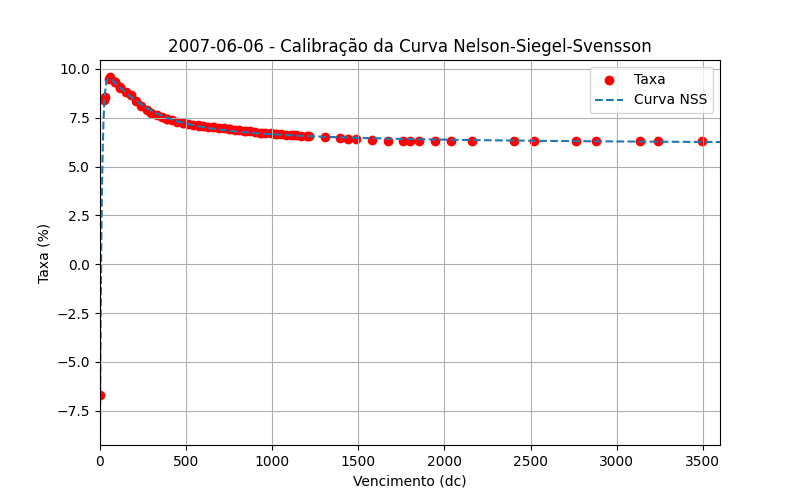 2007-06-06 - Calibração da Curva Nelson-Siegel-Svensson
Taxa
Curva NSS
10.0
7.5
5.0
2.5
0.0
−2.5
−5.0
−7.5
Taxa (%)
0 500 1000 1500 2000 2500 3000 3500
Vencimento (dc)